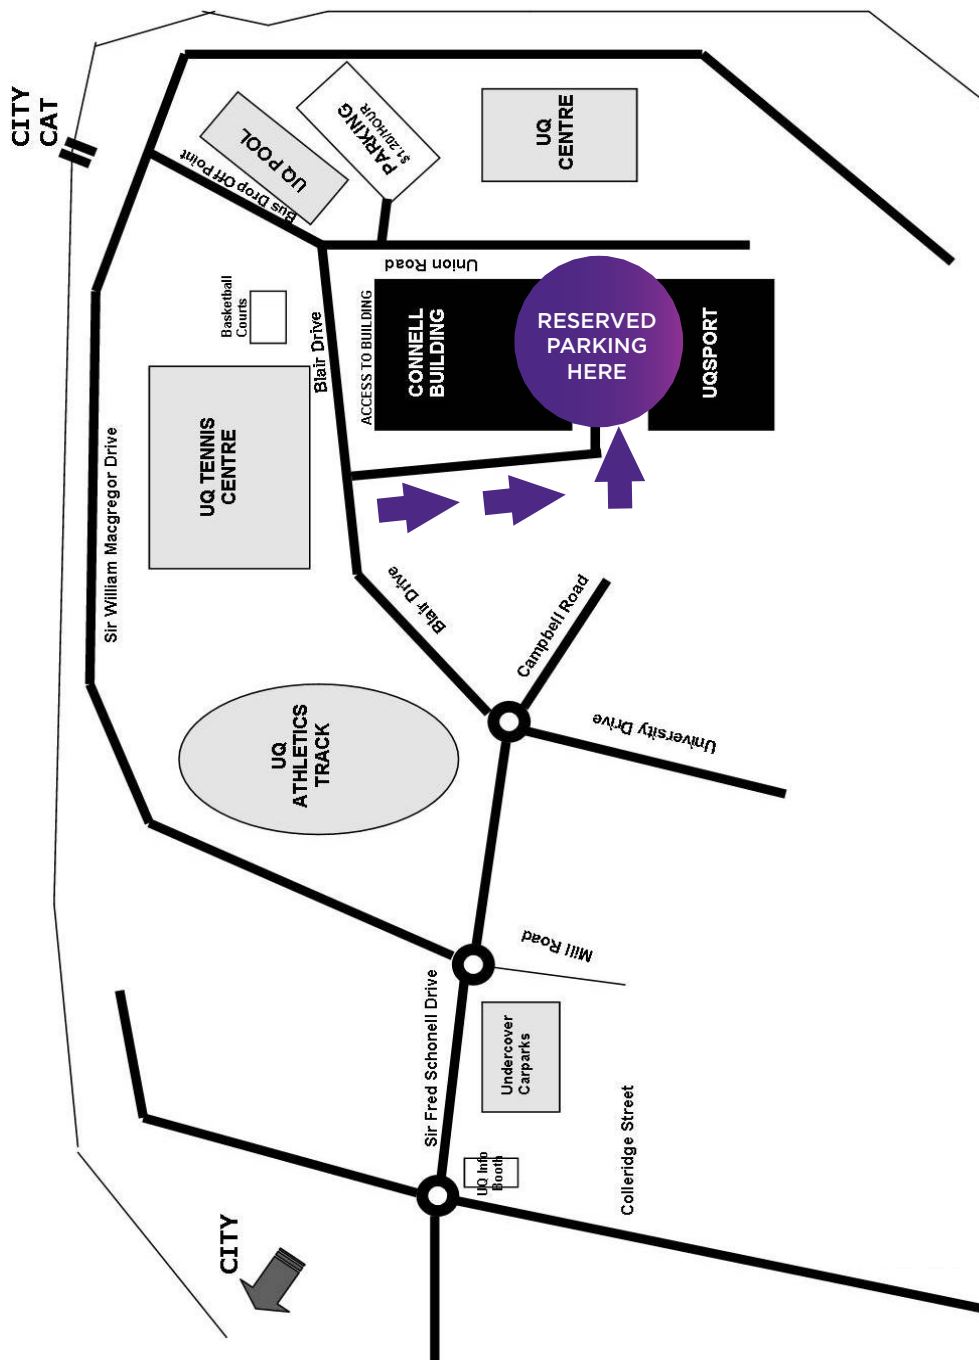 CITY
CAT
UQ POOL
PARKING
$1.20/HOUR
UQ
CENTRE
Bus Drop Off Point
Union Road
Basketball
Courts
Blair Drive
ACCESS TO BUILDING
CONNELL
BUILDING
RESERVED
PARKING
HERE
UQSPORT
UQ TENNIS
CENTRE
Sir William Macgregor Drive
Blair Drive
Campbell Road
University Drive
UQ
ATHLETICS
TRACK
Mill Road
Sir Fred Schonell Drive
Undercover
Carparks
UQ Info
Booth
Colleridge Street
CITY